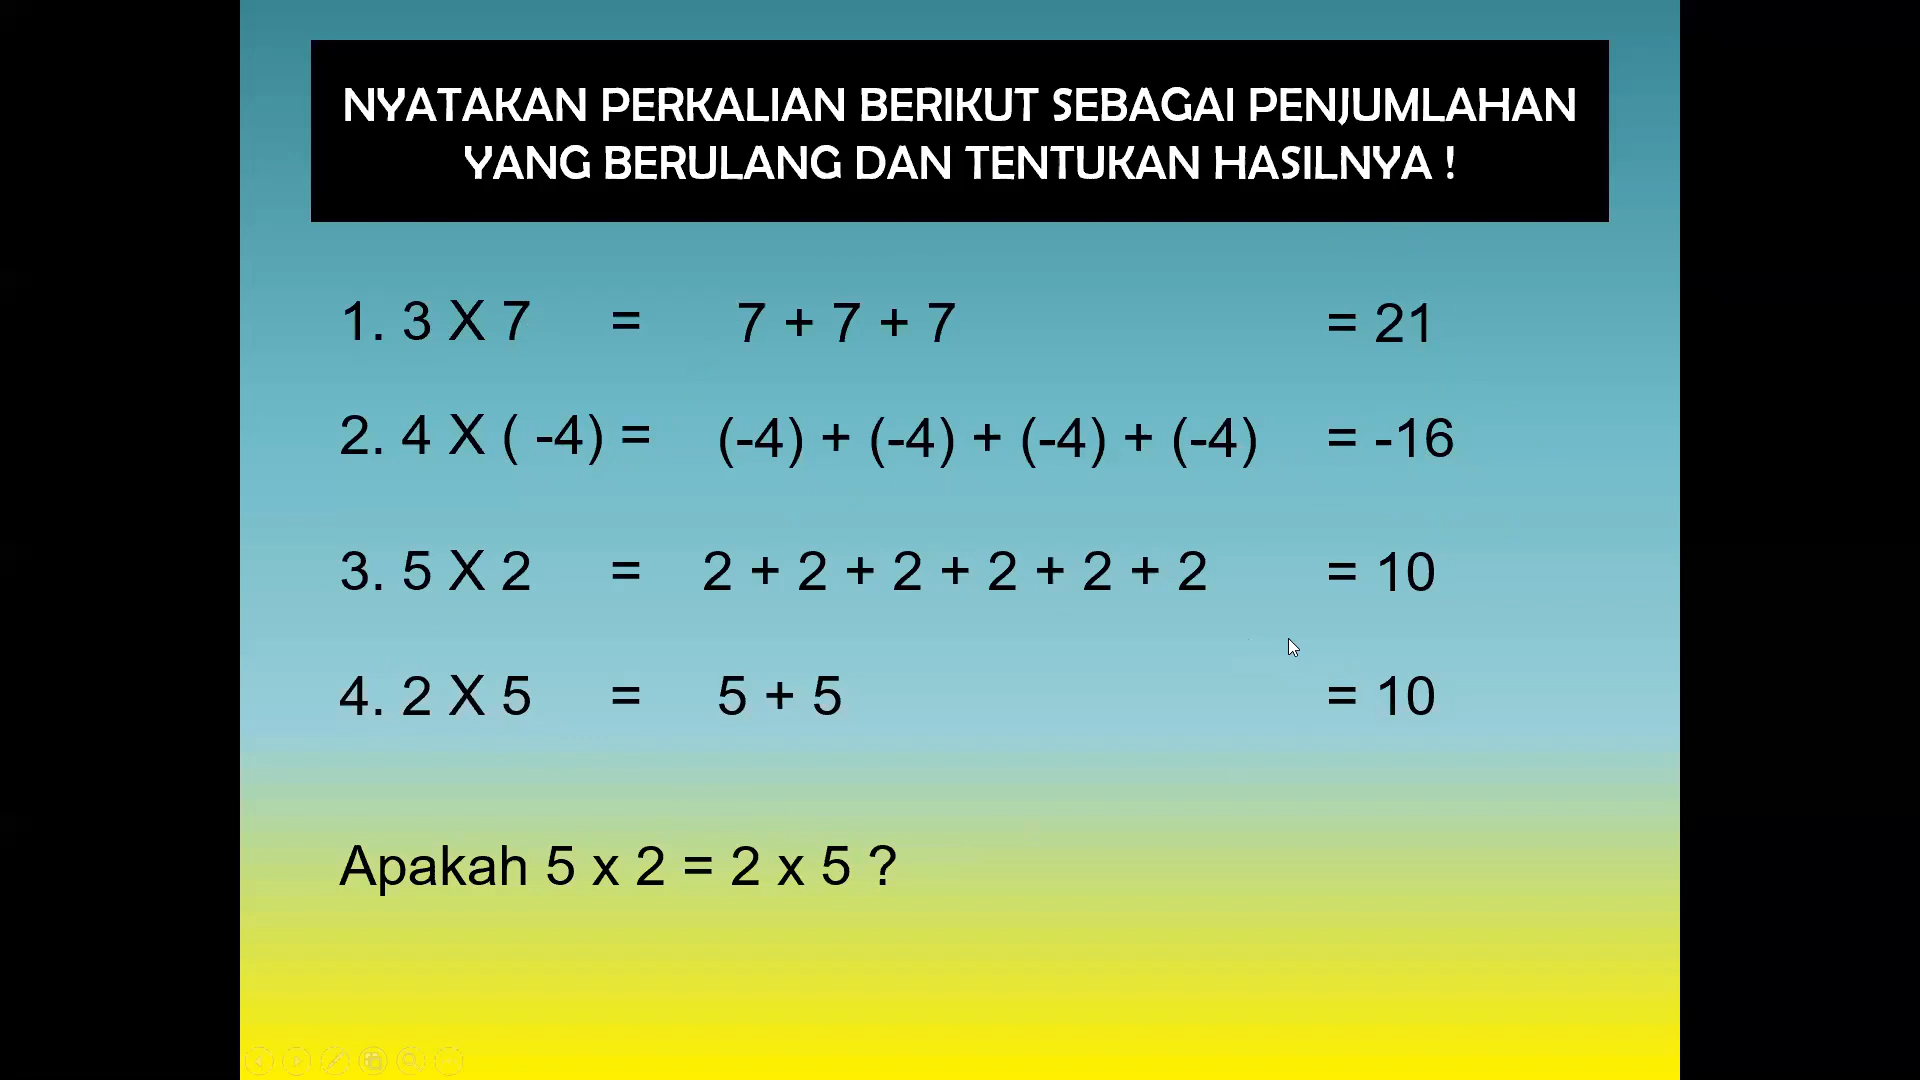 NYATAKAN PERKALIAN BERIKUT SEBAGAI PENJUMLAHAN
YANG BERULANG DAN TENTUKAN HASILNYA !
1. 3 X 7 = 7 + 7 + 7 = 21
2. 4 X ( -4) = (-4) + (-4) + (-4) + (-4) = -16
3. 5 X 2 = 2 + 2 + 2 + 2 + 2 + 2 = 10
4. 2 X 5 = 5 + 5 = 10
Apakah 5 x 2 = 2 x 5 ?